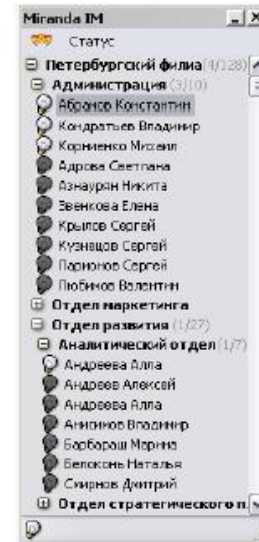 Miranda IM
Статус
Петербургский филиа (4/128)
Администрация (3/10)
Абрамов Константин
Кондратьев Владимир
Корниенко Михаил
Адрова Светлана
Азнаурян Никита
Звенкова Елена
Крылов Сергей
Кузнецов Сергей
Ларионов Сергей
Любиков Валентин
Отдел маркетинга
Отдел развития (1/27)
Аналитический отдел (1/7)
Андреева Алла
Андреев Алексей
Андреева Алла
Анисимов Владимир
Барбараш Марина
Белоконь Наталья
Смирнов Дмитрий
Отдел стратегического п